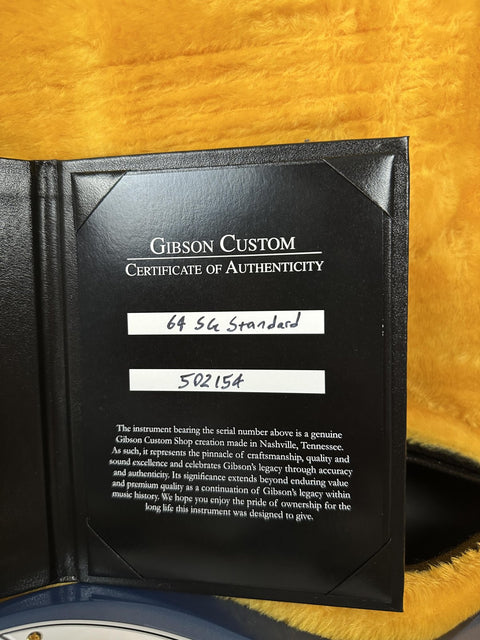 GIBSON CUSTOM
CERTIFICATE OF AUTHENTICITY
64 SG Standard
502154
The instrument bearing the serial number above is a genuine
Gibson Custom Shop creation made in Nashville, Tennessee.
As such, it represents the pinnacle of craftsmanship, quality and
sound excellence and celebrates Gibson's legacy through accuracy
and authenticity. Its significance extends beyond enduring value
and premium quality as a continuation of Gibson's legacy within
music history. We hope you enjoy the pride of ownership for the
long life this instrument was designed to give.